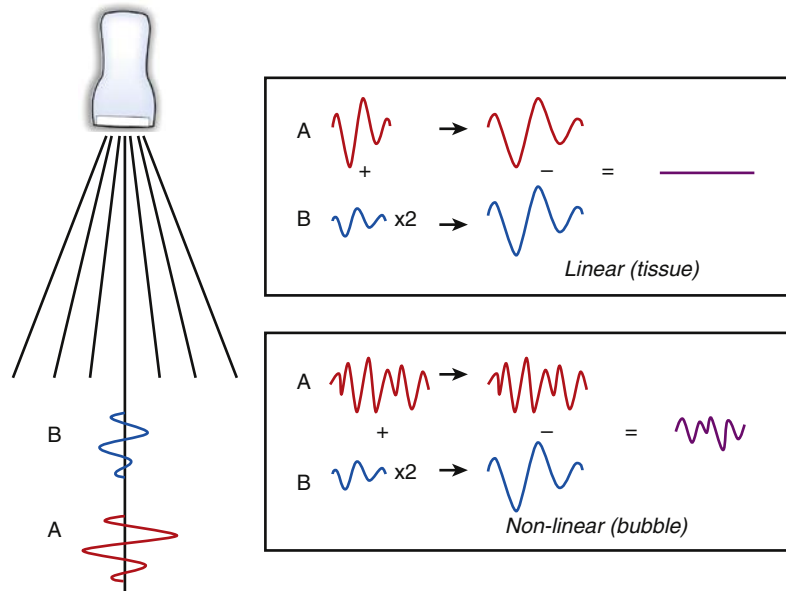 A
+ – =
B x2
Linear (tissue)
A
+ – =
B x2
Non-linear (bubble)
B
A